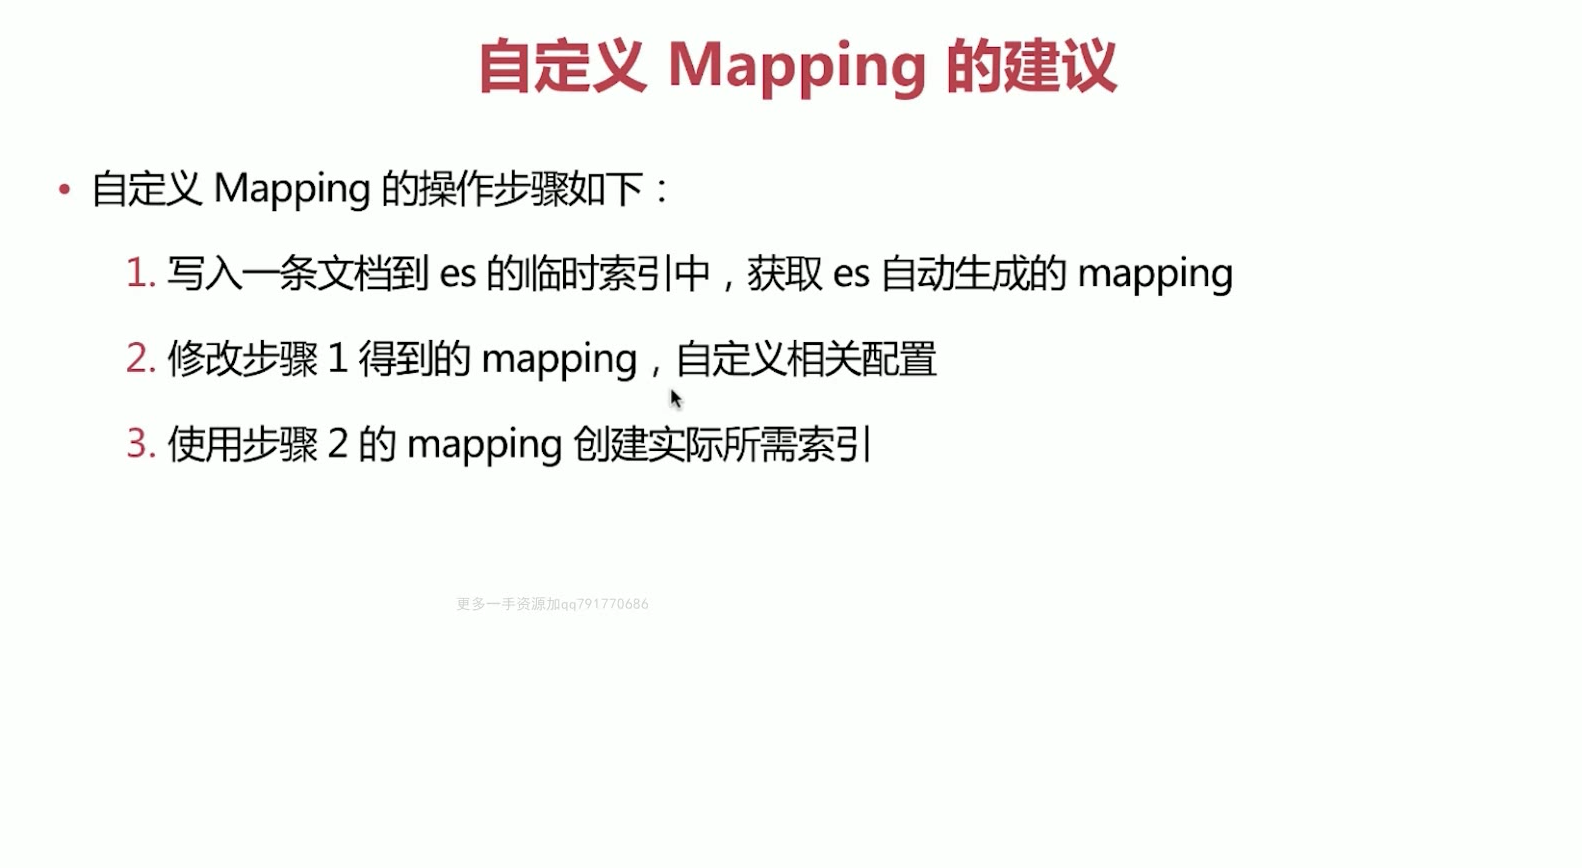 自定义 Mapping 的建议
• 自定义 Mapping 的操作步骤如下：
1. 写入一条文档到 es 的临时索引中，获取 es 自动生成的 mapping
2. 修改步骤 1 得到的 mapping，自定义相关配置
3. 使用步骤 2 的 mapping 创建实际所需索引
更多一手资源加qq791770686